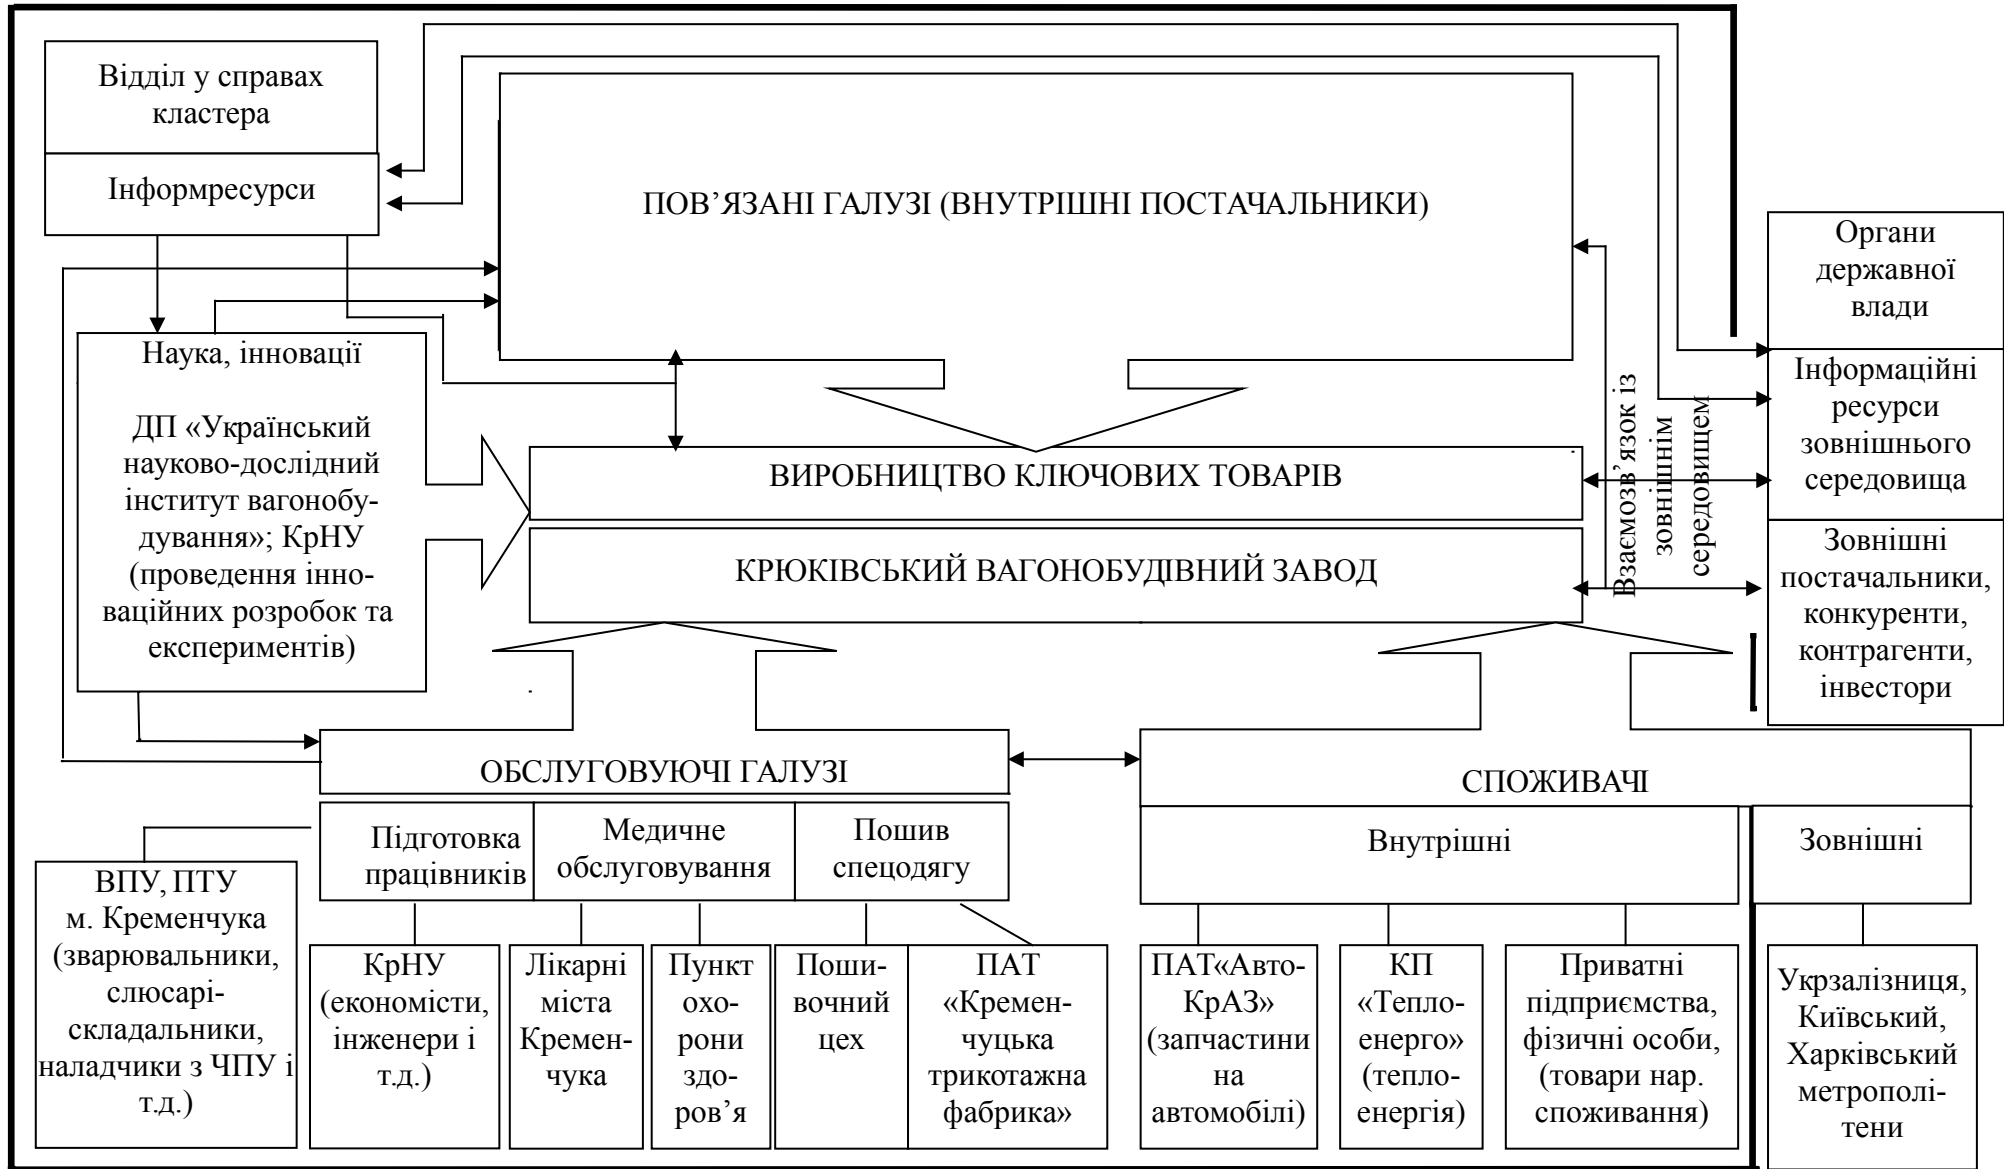 Відділ у справах
кластера
Інформресурси
ПОВ’ЯЗАНІ ГАЛУЗІ (ВНУТРІШНІ ПОСТАЧАЛЬНИКИ)
Органи
державної
влади
Інформаційні
ресурси
зовнішнього
середовища
Зовнішні
постачальники,
конкуренти,
контрагенти,
інвестори
Взаємозв’язок із
зовнішнім
середовищем
Наука, інновації
ДП «Український
науково-дослідний
інститут вагонобу-
дування»; КрНУ
(проведення інно-
ваційних розробок та
експериментів)
ВИРОБНИЦТВО КЛЮЧОВИХ ТОВАРІВ
КРЮКІВСЬКИЙ ВАГОНОБУДІВНИЙ ЗАВОД
ОБСЛУГОВУЮЧІ ГАЛУЗІ
СПОЖИВАЧІ
Підготовка
працівників
Медичне
обслуговування
Пошив
спецодягу
Внутрішні
Зовнішні
ВПУ, ПТУ
м. Кременчука
(зварювальники,
слюсарі-
складальники,
наладчики з ЧПУ і
т.д.)
КрНУ
(економісти,
інженери і
т.д.)
Лікарні
міста
Кремен-
чука
Пункт
охо-
рони
здо-
ров’я
Поши-
вочний
цех
ПАТ
«Кремен-
чуцька
трикотажна
фабрика»
ПАТ«Авто-
КрАЗ»
(запчастини
на
автомобілі)
КП
«Тепло-
енерго»
(тепло-
енергія)
Приватні
підприємства,
фізичні особи,
(товари нар.
споживання)
Укрзалізниця,
Київський,
Харківський
метрополі-
тени